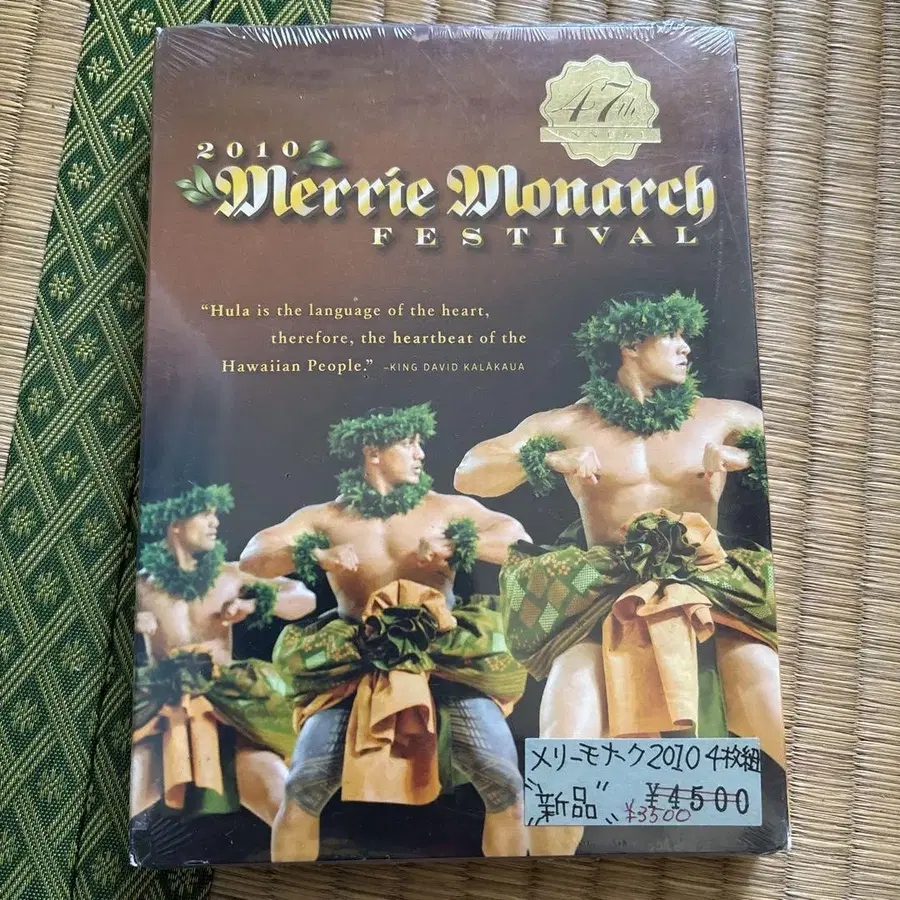 47th
ANNUAL
2010
Merrie Monarch
FESTIVAL
“Hula is the language of the heart,
therefore, the heartbeat of the
Hawaiian People.” –KING DAVID KALĀKAUA
メリーモナーク2010 4枚組
"新品" ¥4500
¥3500